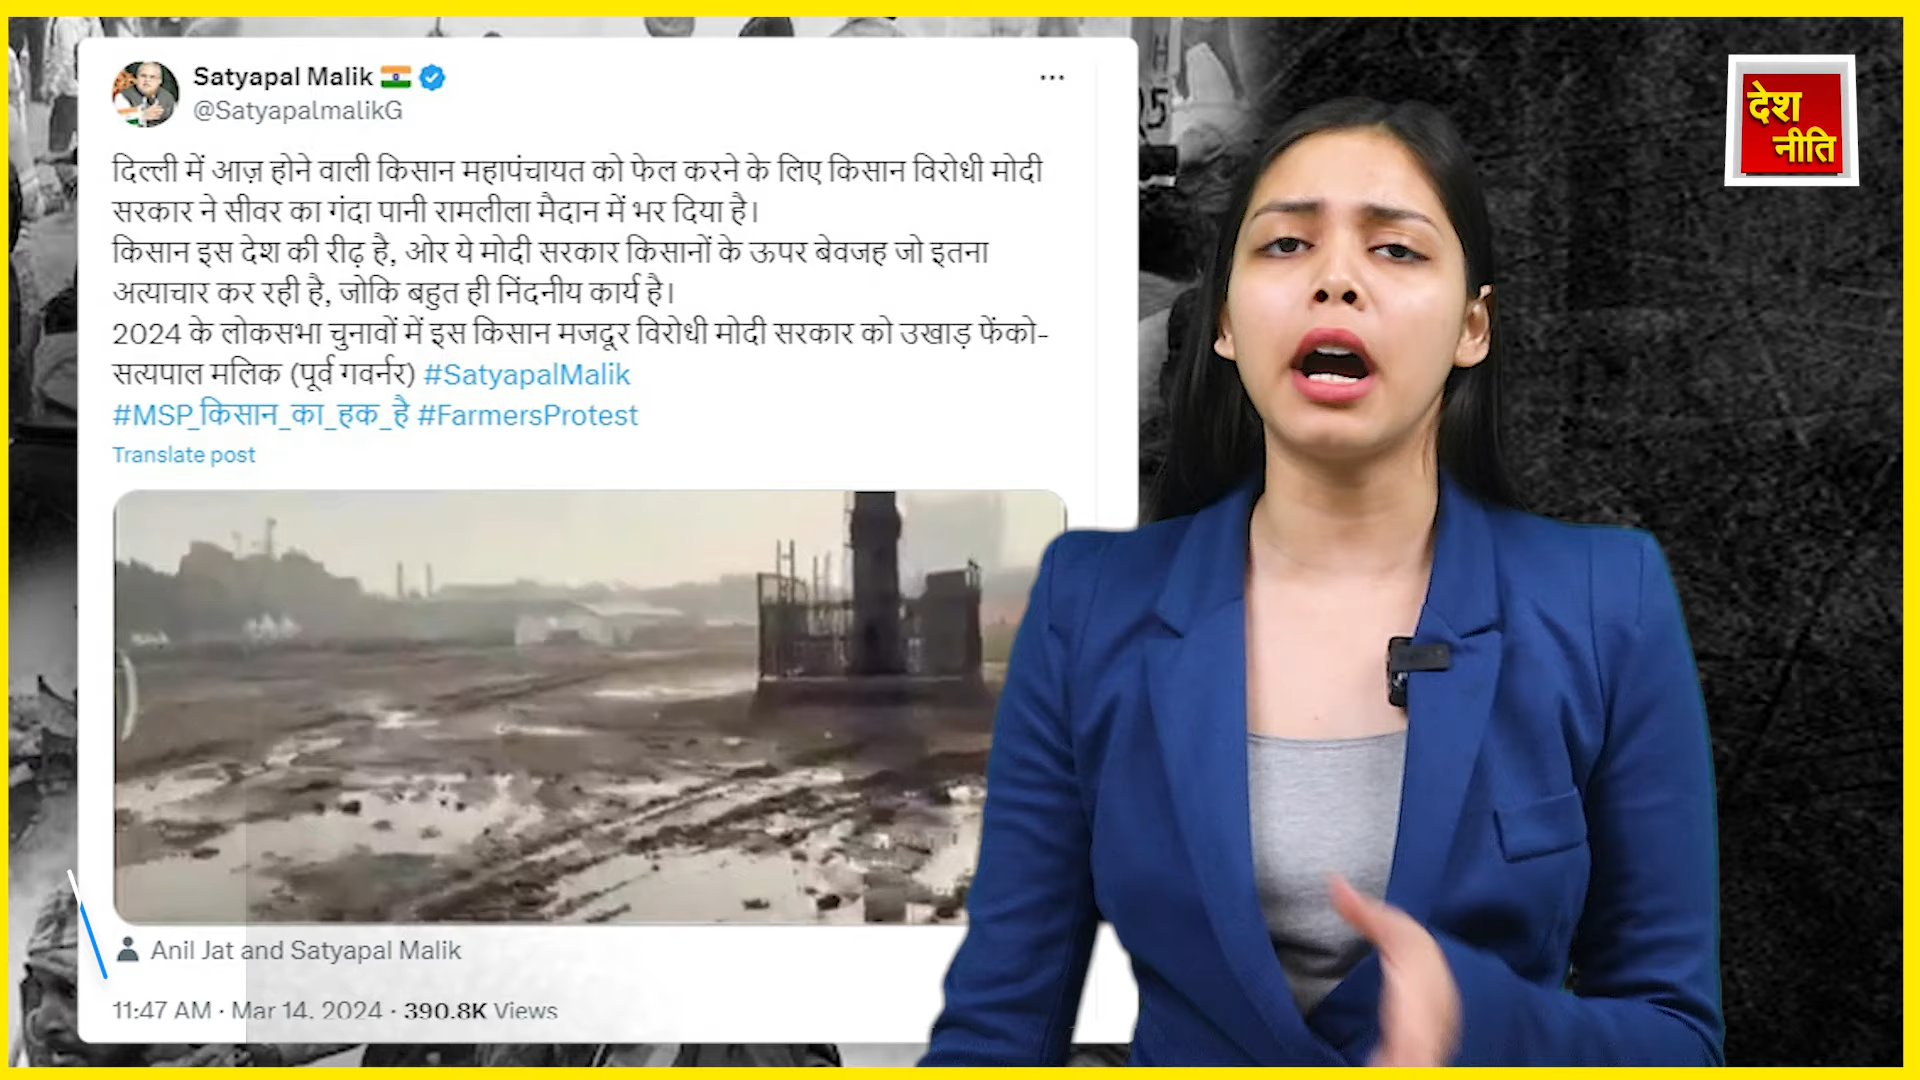 Satyapal Malik
@SatyapalmalikG
दिल्ली में आज़ होने वाली किसान महापंचायत को फेल करने के लिए किसान विरोधी मोदी
सरकार ने सीवर का गंदा पानी रामलीला मैदान में भर दिया है।
किसान इस देश की रीढ़ है, ओर ये मोदी सरकार किसानों के ऊपर बेवजह जो इतना
अत्याचार कर रही है, जोकि बहुत ही निंदनीय कार्य है।
2024 के लोकसभा चुनावों में इस किसान मजदूर विरोधी मोदी सरकार को उखाड़ फेंको-
सत्यपाल मलिक (पूर्व गवर्नर) #SatyapalMalik
#MSP_किसान_का_हक_है #FarmersProtest
Translate post
Anil Jat and Satyapal Malik
11:47 AM · Mar 14, 2024 · 390.8K Views
देश
नीति